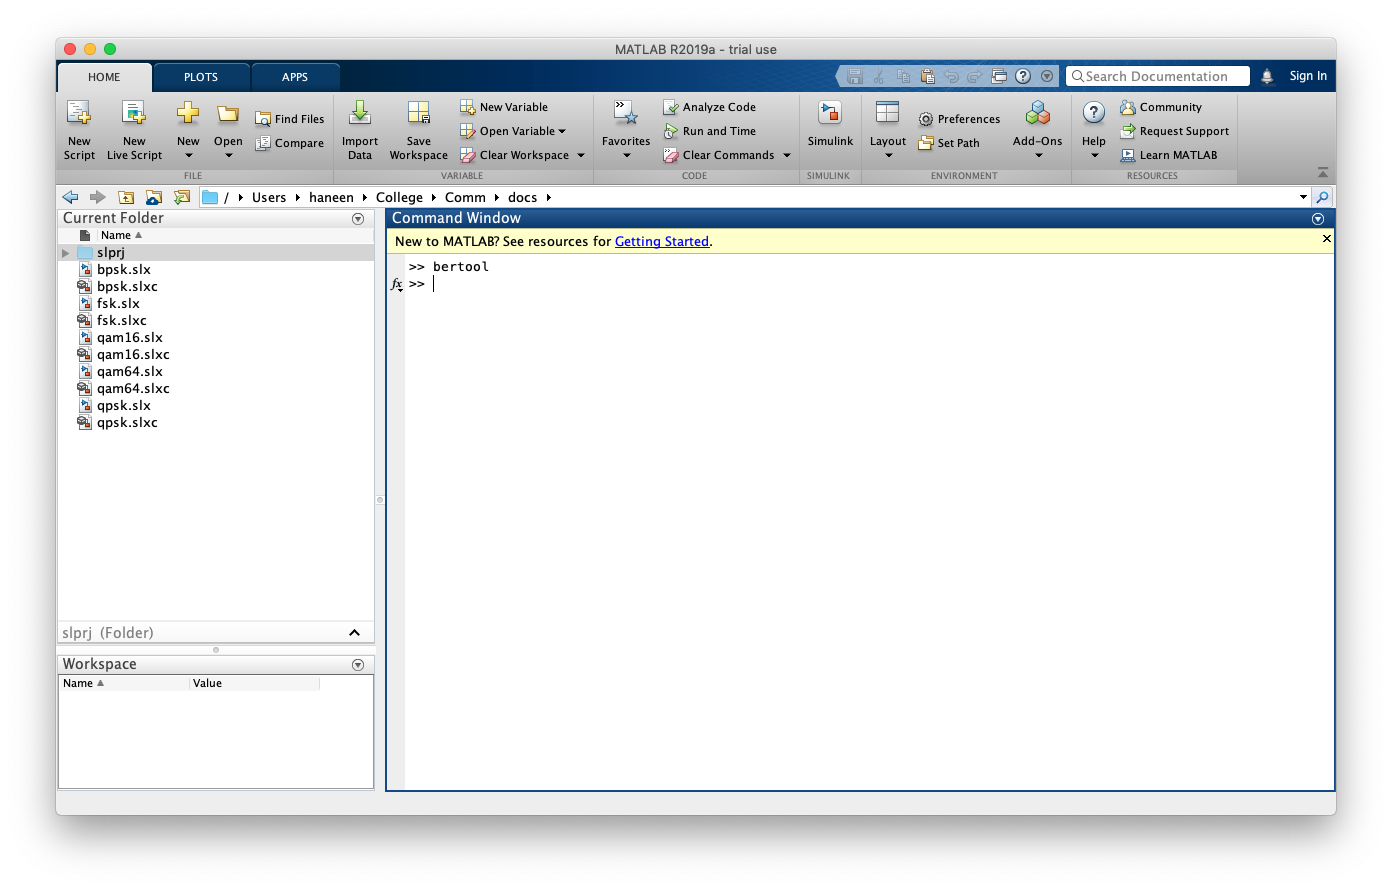 MATLAB R2019a - trial use
HOME PLOTS APPS
Search Documentation
Sign In
New Script
New Live Script
New
Open
Find Files
Compare
FILE
Import Data
Save Workspace
New Variable
Open Variable
Clear Workspace
VARIABLE
Favorites
Analyze Code
Run and Time
Clear Commands
CODE
Simulink
SIMULINK
Layout
Preferences
Set Path
Add-Ons
ENVIRONMENT
Help
Community
Request Support
Learn MATLAB
RESOURCES
/ Users haneen College Comm docs
Current Folder
Name
slprj
bpsk.slx
bpsk.slxc
fsk.slx
fsk.slxc
qam16.slx
qam16.slxc
qam64.slx
qam64.slxc
qpsk.slx
qpsk.slxc
slprj (Folder)
Workspace
Name Value
Command Window
New to MATLAB? See resources for Getting Started.
>> bertool
fx >>